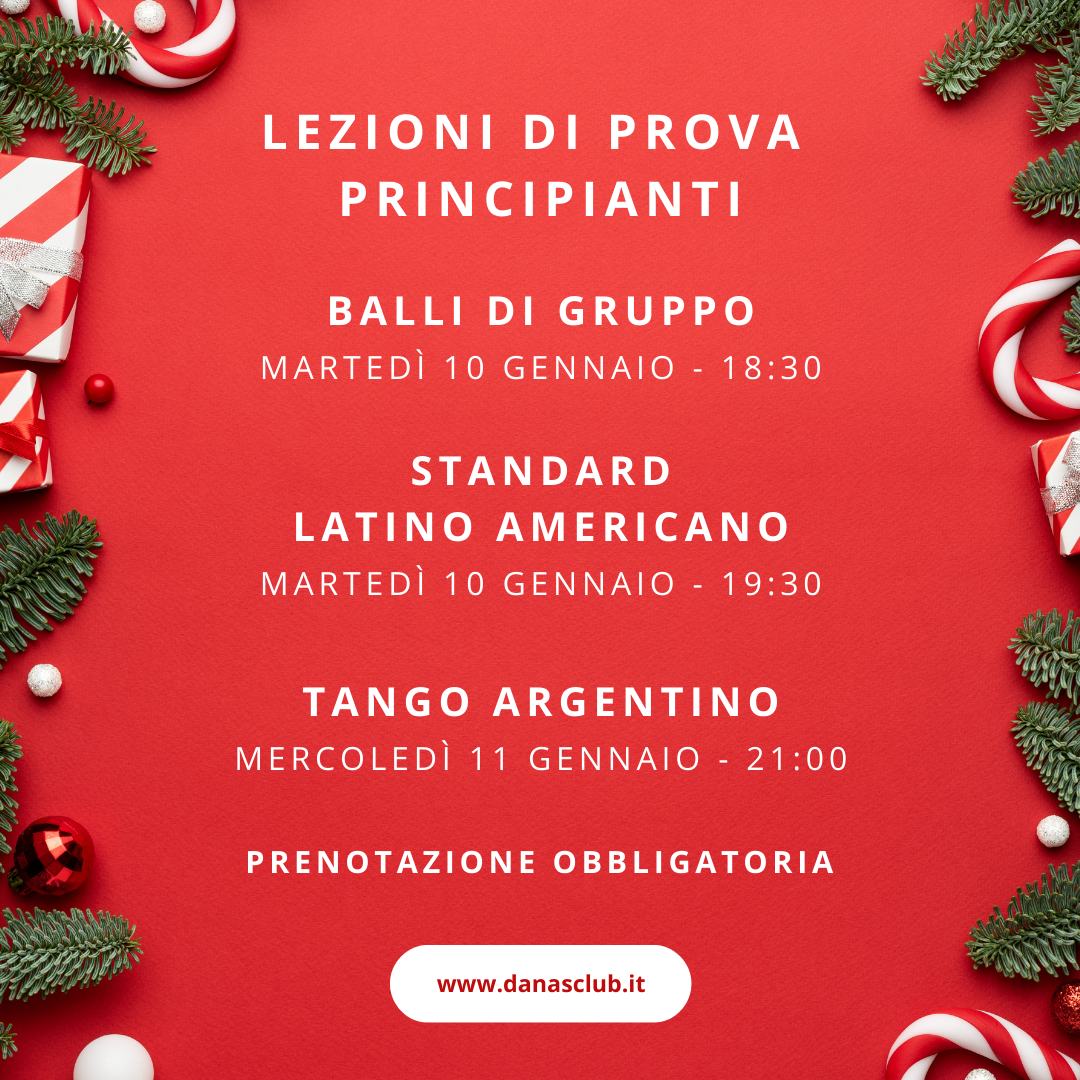 LEZIONI DI PROVA
PRINCIPIANTI
BALLI DI GRUPPO
MARTEDÌ 10 GENNAIO - 18:30
STANDARD
LATINO AMERICANO
MARTEDÌ 10 GENNAIO - 19:30
TANGO ARGENTINO
MERCOLEDÌ 11 GENNAIO - 21:00
PRENOTAZIONE OBBLIGATORIA
www.danasclub.it